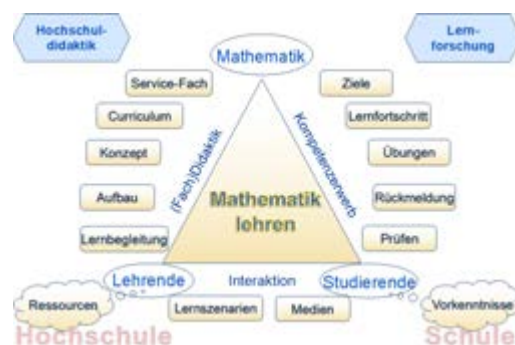 Hochschul-
didaktik
Lern-
forschung
Mathematik
Service-Fach
Ziele
Curriculum
Lernfortschritt
Konzept
Übungen
Aufbau
Rückmeldung
Lernbegleitung
Prüfen
(Fach)Didaktik
Kompetenzerwerb
Mathematik
lehren
Lehrende
Interaktion
Studierende
Ressourcen
Lernszenarien
Medien
Vorkenntnisse
Hochschule
Schule